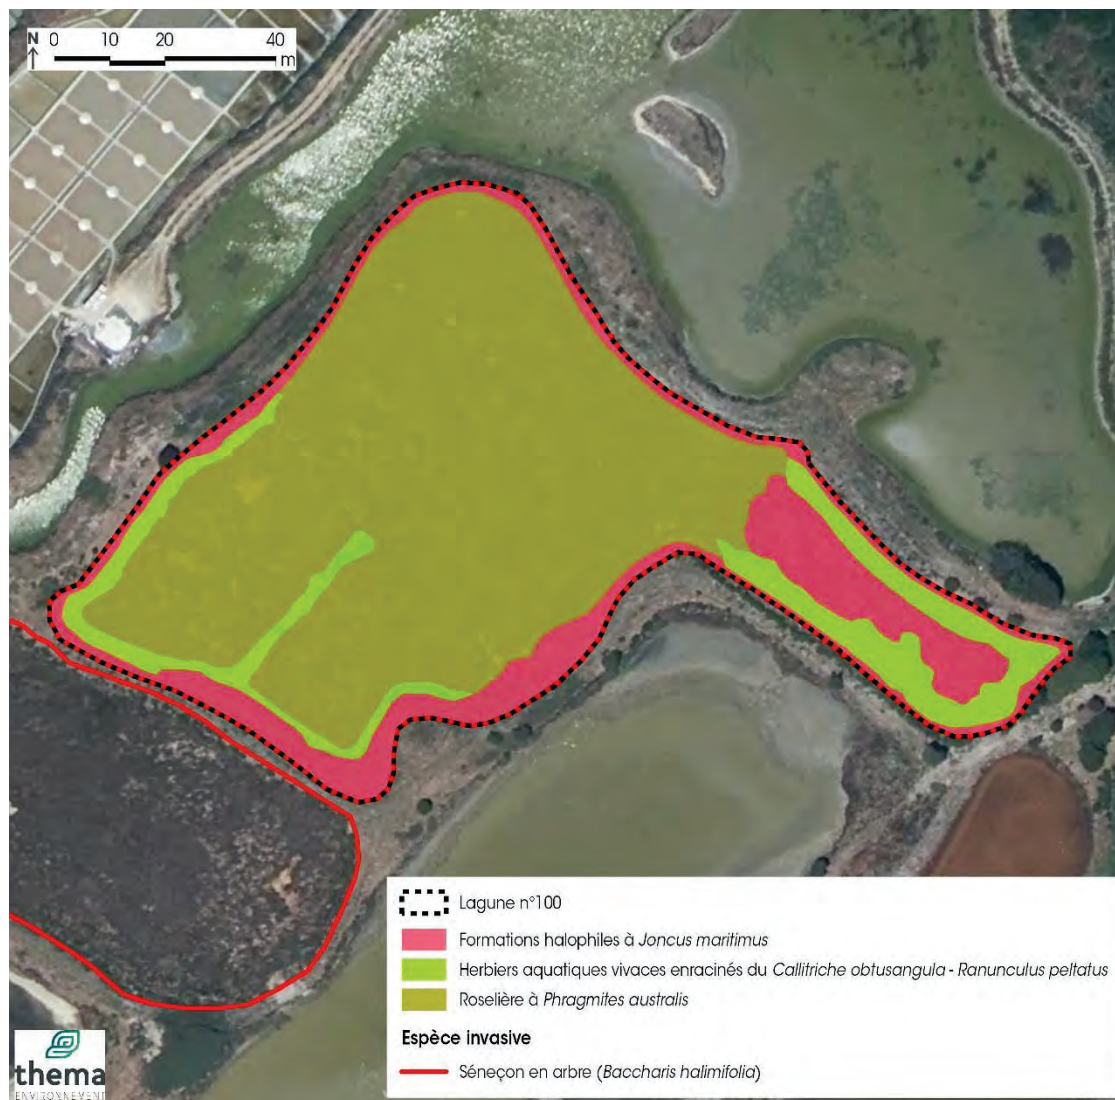 N 0 10 20 40
m
Lagune n°100
Formations halophiles à Joncus maritimus
Herbiers aquatiques vivaces enracinés du Callitriche obtusangula - Ranunculus peltatus
Roselière à Phragmites australis
Espèce invasive
Séneçon en arbre (Baccharis halimifolia)
thema
ENVIRONNEMENT